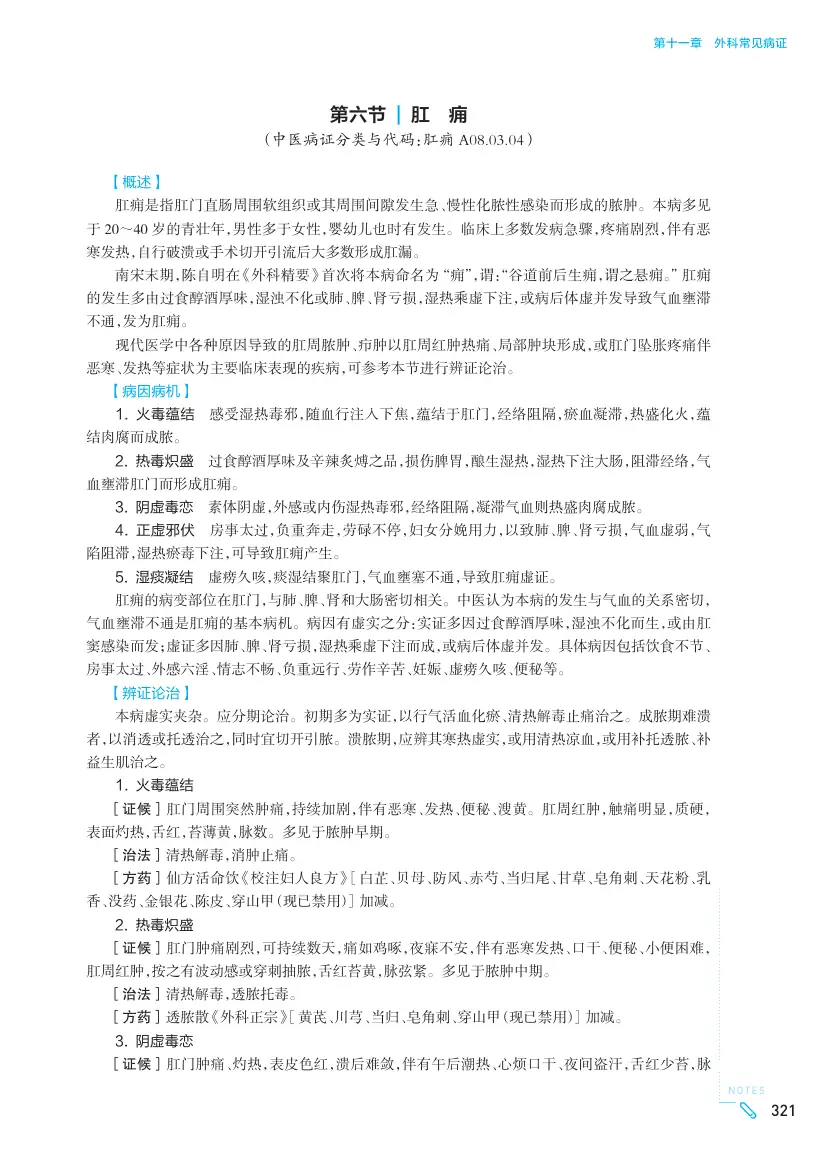 第十一章　外科常见病证
第六节 | 肛　痈
（中医病证分类与代码：肛痈 A08.03.04）
【概述】
肛痈是指肛门直肠周围软组织或其周围间隙发生急、慢性化脓性感染而形成的脓肿。本病多见
于 20～40 岁的青壮年，男性多于女性，婴幼儿也时有发生。临床上多数发病急骤，疼痛剧烈，伴有恶
寒发热，自行破溃或手术切开引流后大多数形成肛漏。
南宋末期，陈自明在《外科精要》首次将本病命名为 “痈”，谓：“谷道前后生痈，谓之悬痈。” 肛痈
的发生多由过食醇酒厚味，湿浊不化或肺、脾、肾亏损，湿热乘虚下注，或病后体虚并发导致气血壅滞
不通，发为肛痈。
现代医学中各种原因导致的肛周脓肿、疖肿以肛周红肿热痛、局部肿块形成，或肛门坠胀疼痛伴
恶寒、发热等症状为主要临床表现的疾病，可参考本节进行辨证论治。
【病因病机】
1. 火毒蕴结　感受湿热毒邪，随血行注入下焦，蕴结于肛门，经络阻隔，瘀血凝滞，热盛化火，蕴
结肉腐而成脓。
2. 热毒炽盛　过食醇酒厚味及辛辣炙煿之品，损伤脾胃，酿生湿热，湿热下注大肠，阻滞经络，气
血壅滞肛门而形成肛痈。
3. 阴虚毒恋　素体阴虚，外感或内伤湿热毒邪，经络阻隔，凝滞气血则热盛肉腐成脓。
4. 正虚邪伏　房事太过，负重奔走，劳碌不停，妇女分娩用力，以致肺、脾、肾亏损，气血虚弱，气
陷阻滞，湿热瘀毒下注，可导致肛痈产生。
5. 湿痰凝结　虚痨久咳，痰湿结聚肛门，气血壅塞不通，导致肛痈虚证。
肛痈的病变部位在肛门，与肺、脾、肾和大肠密切相关。中医认为本病的发生与气血的关系密切，
气血壅滞不通是肛痈的基本病机。病因有虚实之分：实证多因过食醇酒厚味，湿浊不化而生，或由肛
窦感染而发；虚证多因肺、脾、肾亏损，湿热乘虚下注而成，或病后体虚并发。具体病因包括饮食不节、
房事太过、外感六淫、情志不畅、负重远行、劳作辛苦、妊娠、虚痨久咳、便秘等。
【辨证论治】
本病虚实夹杂。应分期论治。初期多为实证，以行气活血化瘀、清热解毒止痛治之。成脓期难溃
者，以消透或托透治之，同时宜切开引脓。溃脓期，应辨其寒热虚实，或用清热凉血，或用补托透脓、补
益生肌治之。
1. 火毒蕴结
［证候］肛门周围突然肿痛，持续加剧，伴有恶寒、发热、便秘、溲黄。肛周红肿，触痛明显，质硬，
表面灼热，舌红，苔薄黄，脉数。多见于脓肿早期。
［治法］清热解毒，消肿止痛。
［方药］仙方活命饮《校注妇人良方》［白芷、贝母、防风、赤芍、当归尾、甘草、皂角刺、天花粉、乳
香、没药、金银花、陈皮、穿山甲（现已禁用）］加减。
2. 热毒炽盛
［证候］肛门肿痛剧烈，可持续数天，痛如鸡啄，夜寐不安，伴有恶寒发热、口干、便秘、小便困难，
肛周红肿，按之有波动感或穿刺抽脓，舌红苔黄，脉弦紧。多见于脓肿中期。
［治法］清热解毒，透脓托毒。
［方药］透脓散《外科正宗》［黄芪、川芎、当归、皂角刺、穿山甲（现已禁用）］加减。
3. 阴虚毒恋
［证候］肛门肿痛、灼热，表皮色红，溃后难敛，伴有午后潮热、心烦口干、夜间盗汗，舌红少苔，脉
NOTES
321